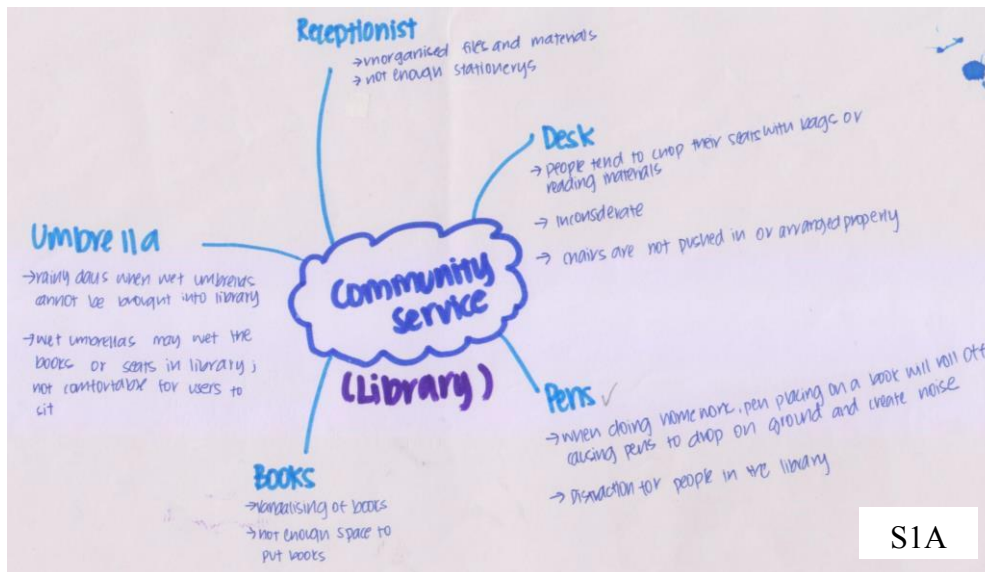 Receptionist
→ unorganised files and materials
→ not enough stationerys
Desk
→ people tend to chop their seats with bags or
reading materials
→ inconsiderate
→ chairs are not pushed in or arranged properly
Umbrella
→ rainy days when wet umbrellas
cannot be brought into library
→ wet umbrellas may wet the
books or seats in library;
not comfortable for users to
sit
Community
service
(Library)
Pens ✓
→ when doing homework, pen placing on a book will roll off
causing pens to drop on ground and create noise
→ Distraction for people in the library
Books
→ vandalising of books
→ not enough space to
put books
S1A